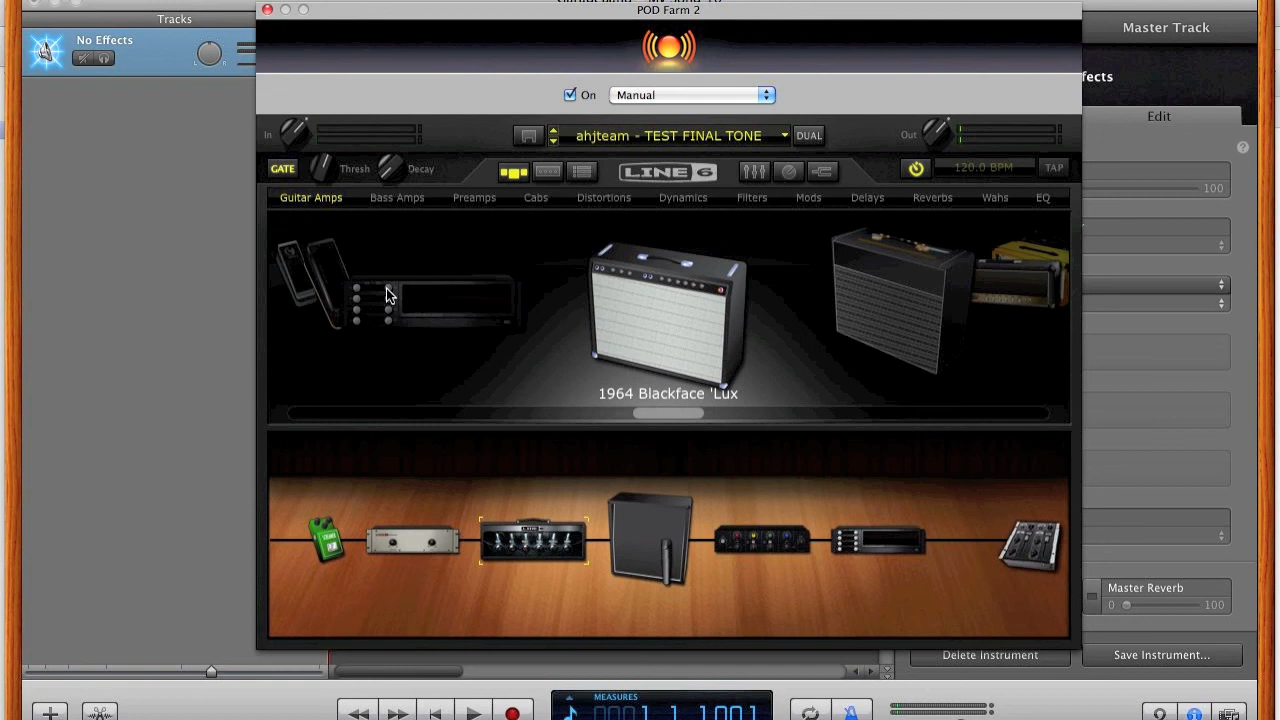 POD Farm 2
Tracks
Master Track
No Effects
L
R
On
Manual
Edit
In
ahjteam - TEST FINAL TONE
DUAL
Out
GATE
Thresh
Decay
LINE 6
120.0 BPM
TAP
Guitar Amps
Bass Amps
Preamps
Cabs
Distortions
Dynamics
Filters
Mods
Delays
Reverbs
Wahs
EQ
100
1964 Blackface 'Lux
Master Reverb
0
100
Delete Instrument
Save Instrument...
MEASURES